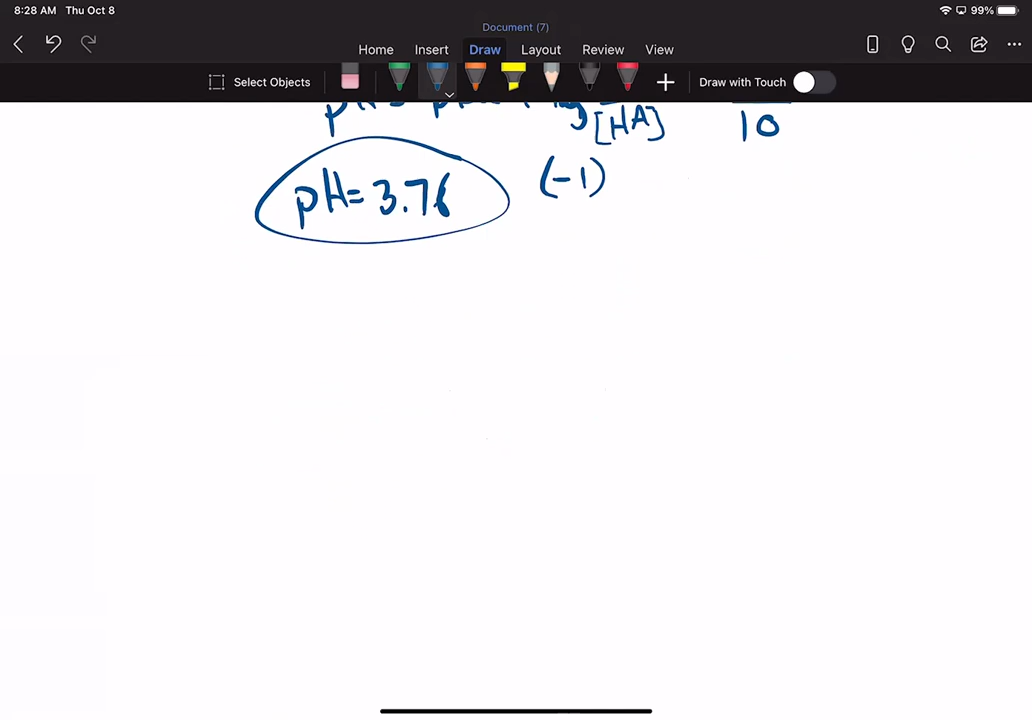 8:28 AM Thu Oct 8
99%
Document (7)
Home Insert Draw Layout Review View
Select Objects
Draw with Touch
[HA] 10
pH= 3.76 (-1)